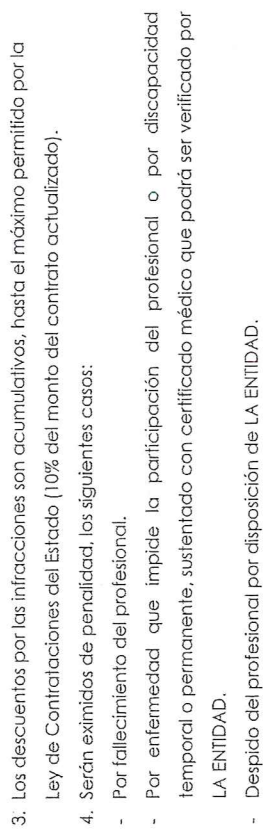 3. Los descuentos por las infracciones son acumulativos, hasta el máximo permitido por la
Ley de Contrataciones del Estado (10% del monto del contrato actualizado).
4. Serán eximidos de penalidad, los siguientes casos:
- Por fallecimiento del profesional.
- Por enfermedad que impide la participación del profesional o por discapacidad
temporal o permanente, sustentado con certificado médico que podrá ser verificado por
LA ENTIDAD.
- Despido del profesional por disposición de LA ENTIDAD.